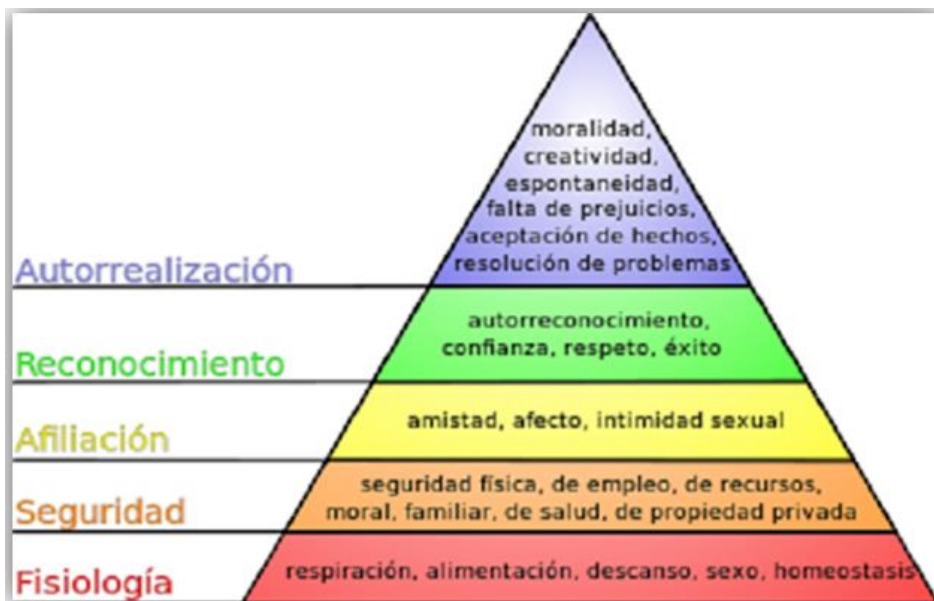 moralidad,
creatividad,
espontaneidad,
falta de prejuicios,
aceptación de hechos,
resolución de problemas
Autorrealización
autorreconocimiento,
confianza, respeto, éxito
Reconocimiento
amistad, afecto, intimidad sexual
Afiliación
seguridad física, de empleo, de recursos,
moral, familiar, de salud, de propiedad privada
Seguridad
respiración, alimentación, descanso, sexo, homeostasis
Fisiología